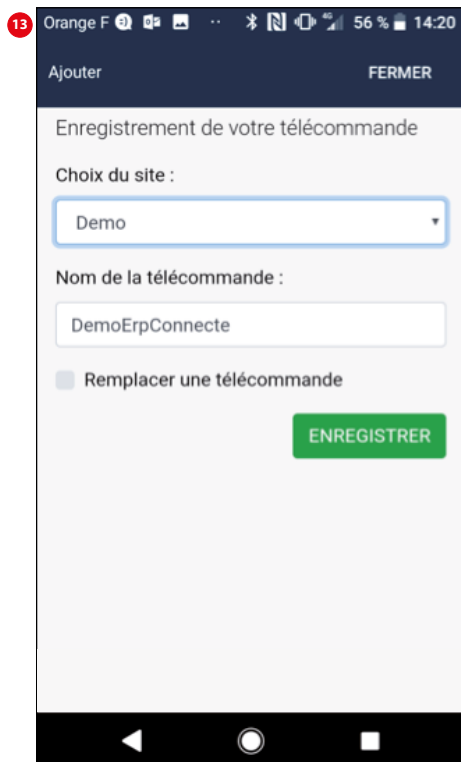 13
Orange F 56 % 14:20
Ajouter FERMER
Enregistrement de votre télécommande
Choix du site :
Demo
Nom de la télécommande :
DemoErpConnecte
Remplacer une télécommande
ENREGISTRER